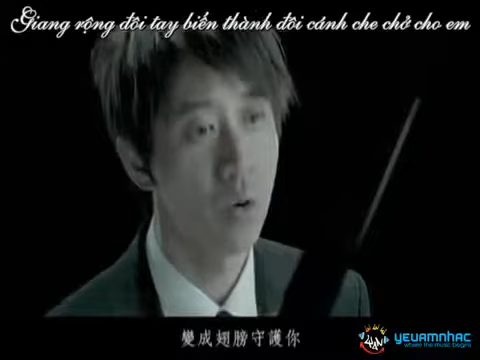 Giang rộng đôi tay biến thành đôi cánh che chở cho em
變成翅膀守護你
YEUAMNHAC
where the music begins